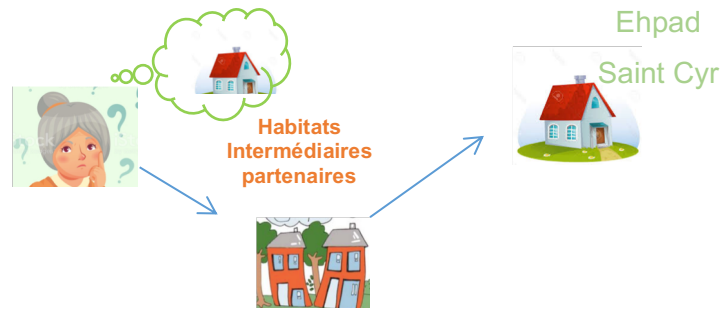 Ehpad
Saint Cyr
Habitats
Intermédiaires
partenaires